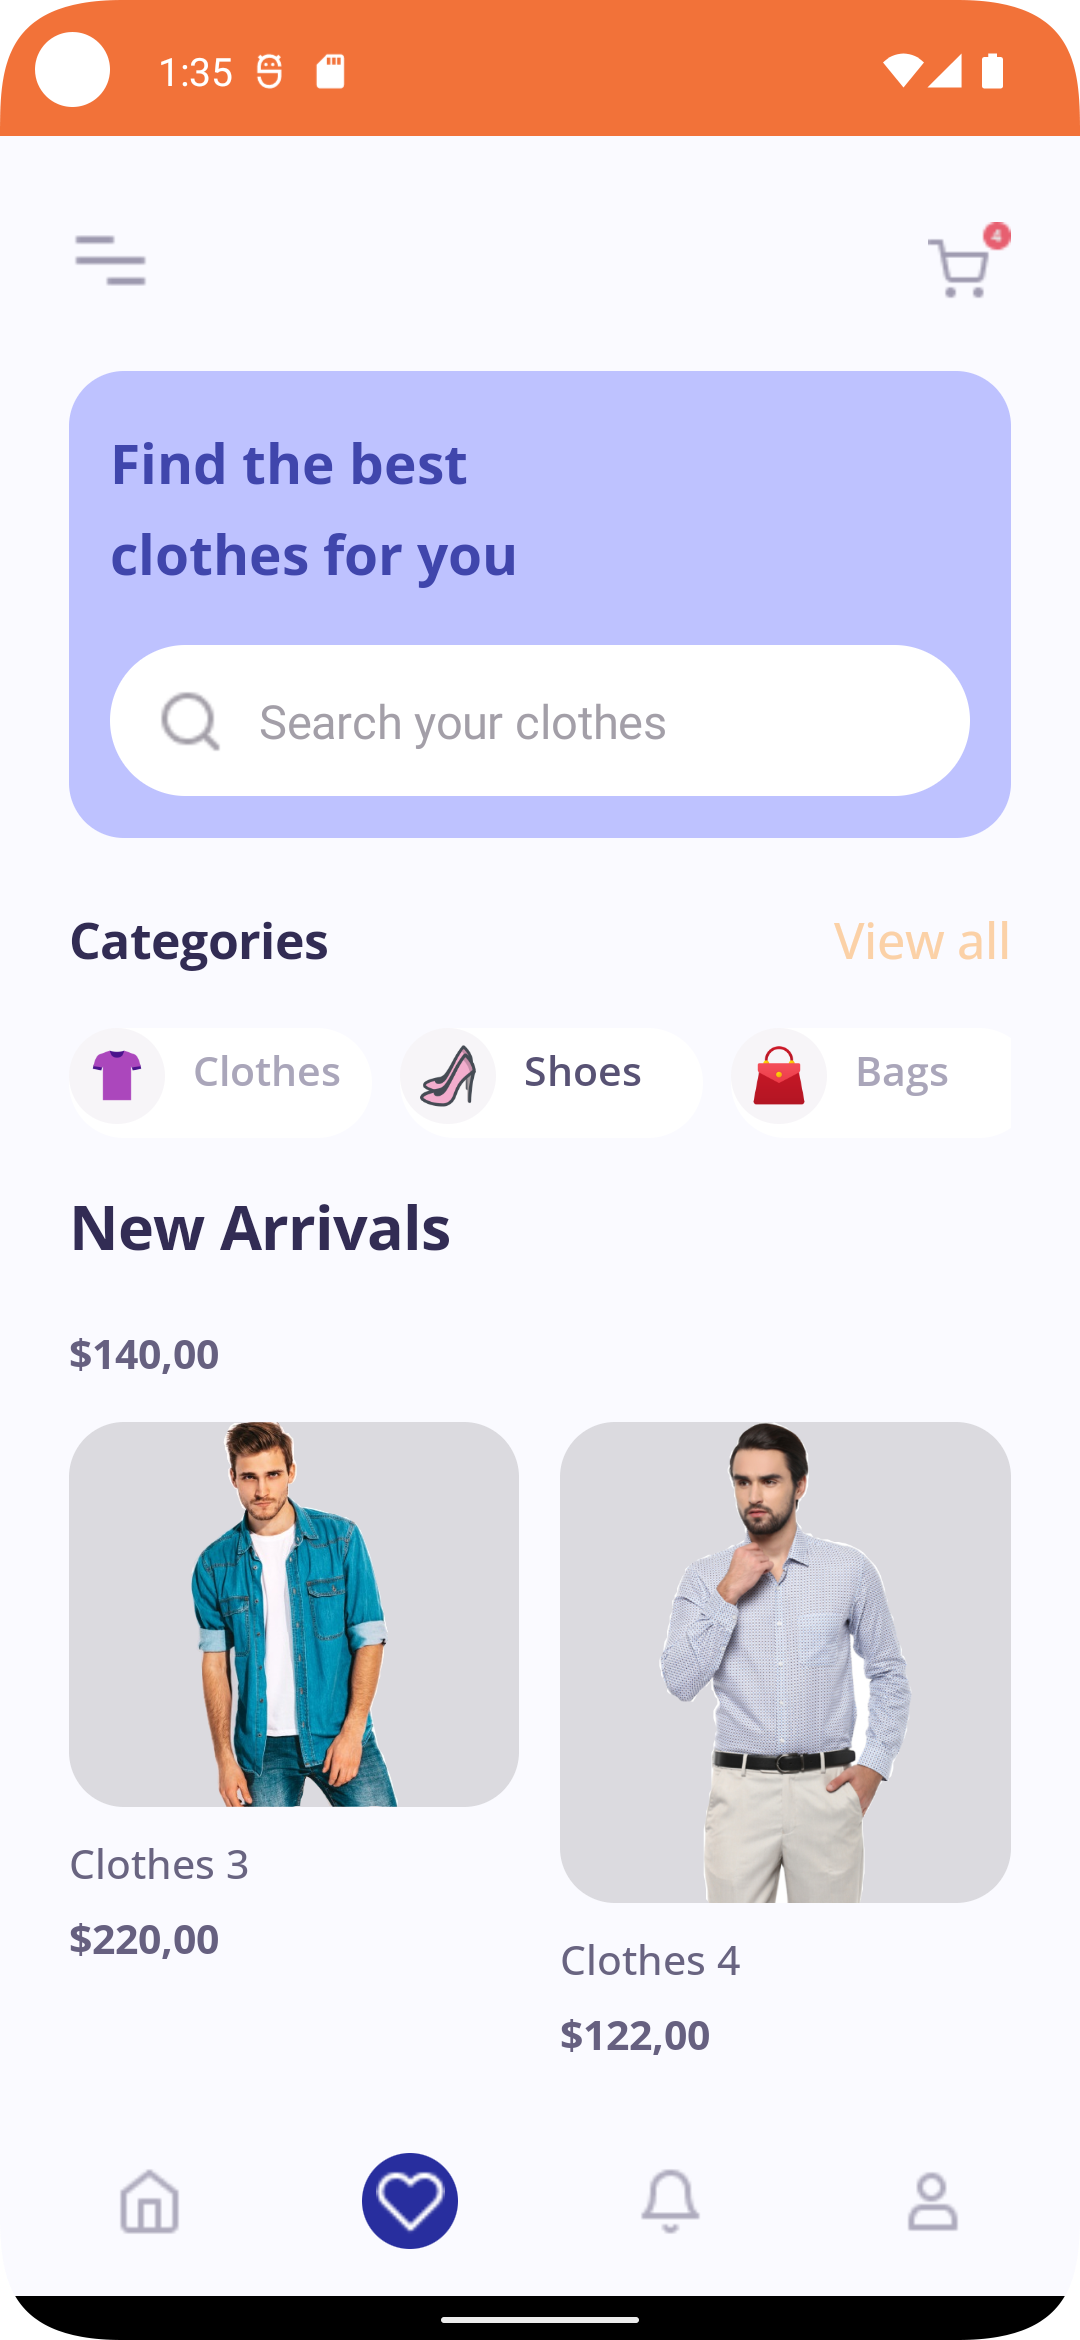 1:35
4
Find the best
clothes for you
Search your clothes
Categories
View all
Clothes
Shoes
Bags
New Arrivals
$140,00
Clothes 3
$220,00
Clothes 4
$122,00